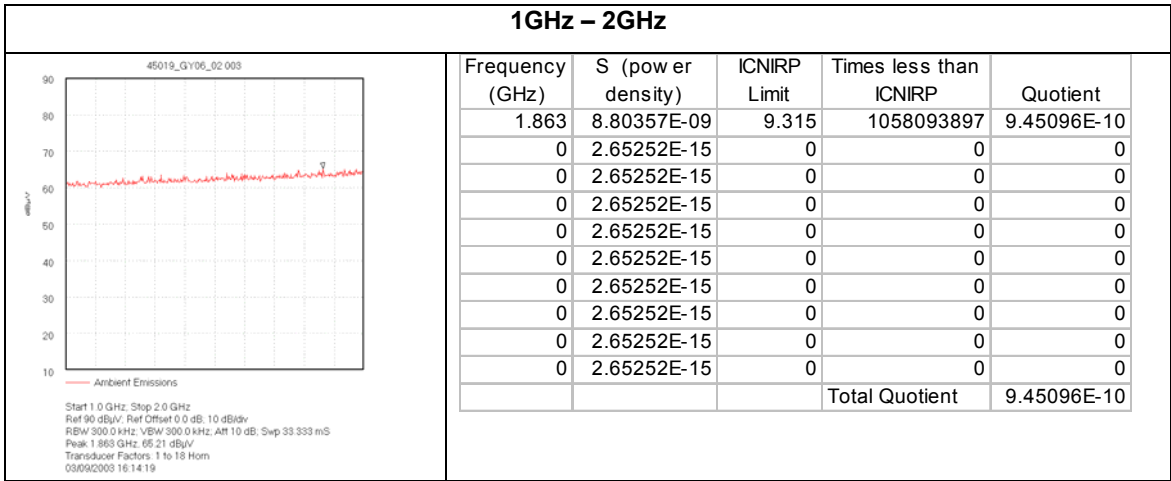 1GHz – 2GHz
45019_GY06_02 003
90
80
70
60
50
40
30
20
10
dBµV
Ambient Emissions
Start 1.0 GHz; Stop 2.0 GHz
Ref 90 dBµV; Ref Offset 0.0 dB; 10 dB/div
RBW 300.0 kHz; VBW 300.0 kHz; Att 10 dB; Swp 33.333 mS
Peak 1.863 GHz, 65.21 dBµV
Transducer Factors: 1 to 18 Horn
03/09/2003 16:14:19
Frequency (GHz) S (power density) ICNIRP Limit Times less than ICNIRP Quotient
1.863 8.80357E-09 9.315 1058093897 9.45096E-10
0 2.65252E-15 0 0 0
0 2.65252E-15 0 0 0
0 2.65252E-15 0 0 0
0 2.65252E-15 0 0 0
0 2.65252E-15 0 0 0
0 2.65252E-15 0 0 0
0 2.65252E-15 0 0 0
0 2.65252E-15 0 0 0
0 2.65252E-15 0 0 0
Total Quotient 9.45096E-10